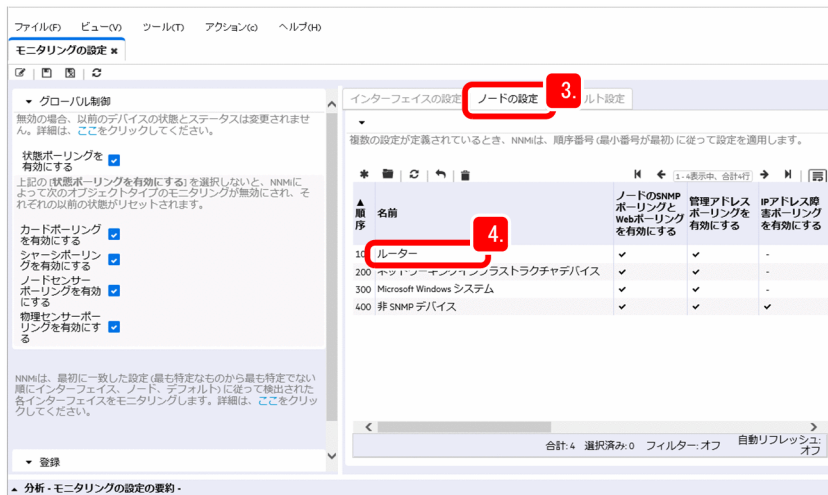 ファイル(F) ビュー(V) ツール(T) アクション(c) ヘルプ(H)
モニタリングの設定 ×
▼ グローバル制御
無効の場合、以前のデバイスの状態とステータスは変更されませ
ん。詳細は、ここをクリックしてください。
状態ポーリングを
有効にする
上記の [状態ポーリングを有効にする] を選択しないと、NNMiに
よって次のオブジェクトタイプのモニタリングが無効にされ、そ
れぞれの以前の状態がリセットされます。
カードポーリング
を有効にする
シャーシポーリン
グを有効にする
ノードセンサー
ポーリングを有効
にする
物理センサーポー
リングを有効にす
る
NNMiは、最初に一致した設定 (最も特定なものから最も特定でない
順にインターフェイス、ノード、デフォルト) に従って検出された
各インターフェイスをモニタリングします。詳細は、ここをクリッ
クしてください。
▼ 登録
インターフェイスの設定 ノードの設定 3. ルト設定
複数の設定が定義されているとき、NNMiは、順序番号 (最小番号が最初) に従って設定を適
用します。
1 - 4表示中、合計4行
▲順序 名前 ノードのSNMPポーリングとWebポーリングを有効にする 管理アドレスポーリングを有効にする IPアドレス障害ポーリングを有効にする
4.
10 ルーター ✔ ✔ -
200 ネットワーキングインフラストラクチャデバイス ✔ ✔ -
300 Microsoft Windows システム ✔ ✔ -
400 非 SNMP デバイス ✔ ✔ ✔
合計: 4 選択済み: 0 フィルター: オフ 自動リフレッシュ: オフ
▲ 分析 - モニタリングの設定の要約 -